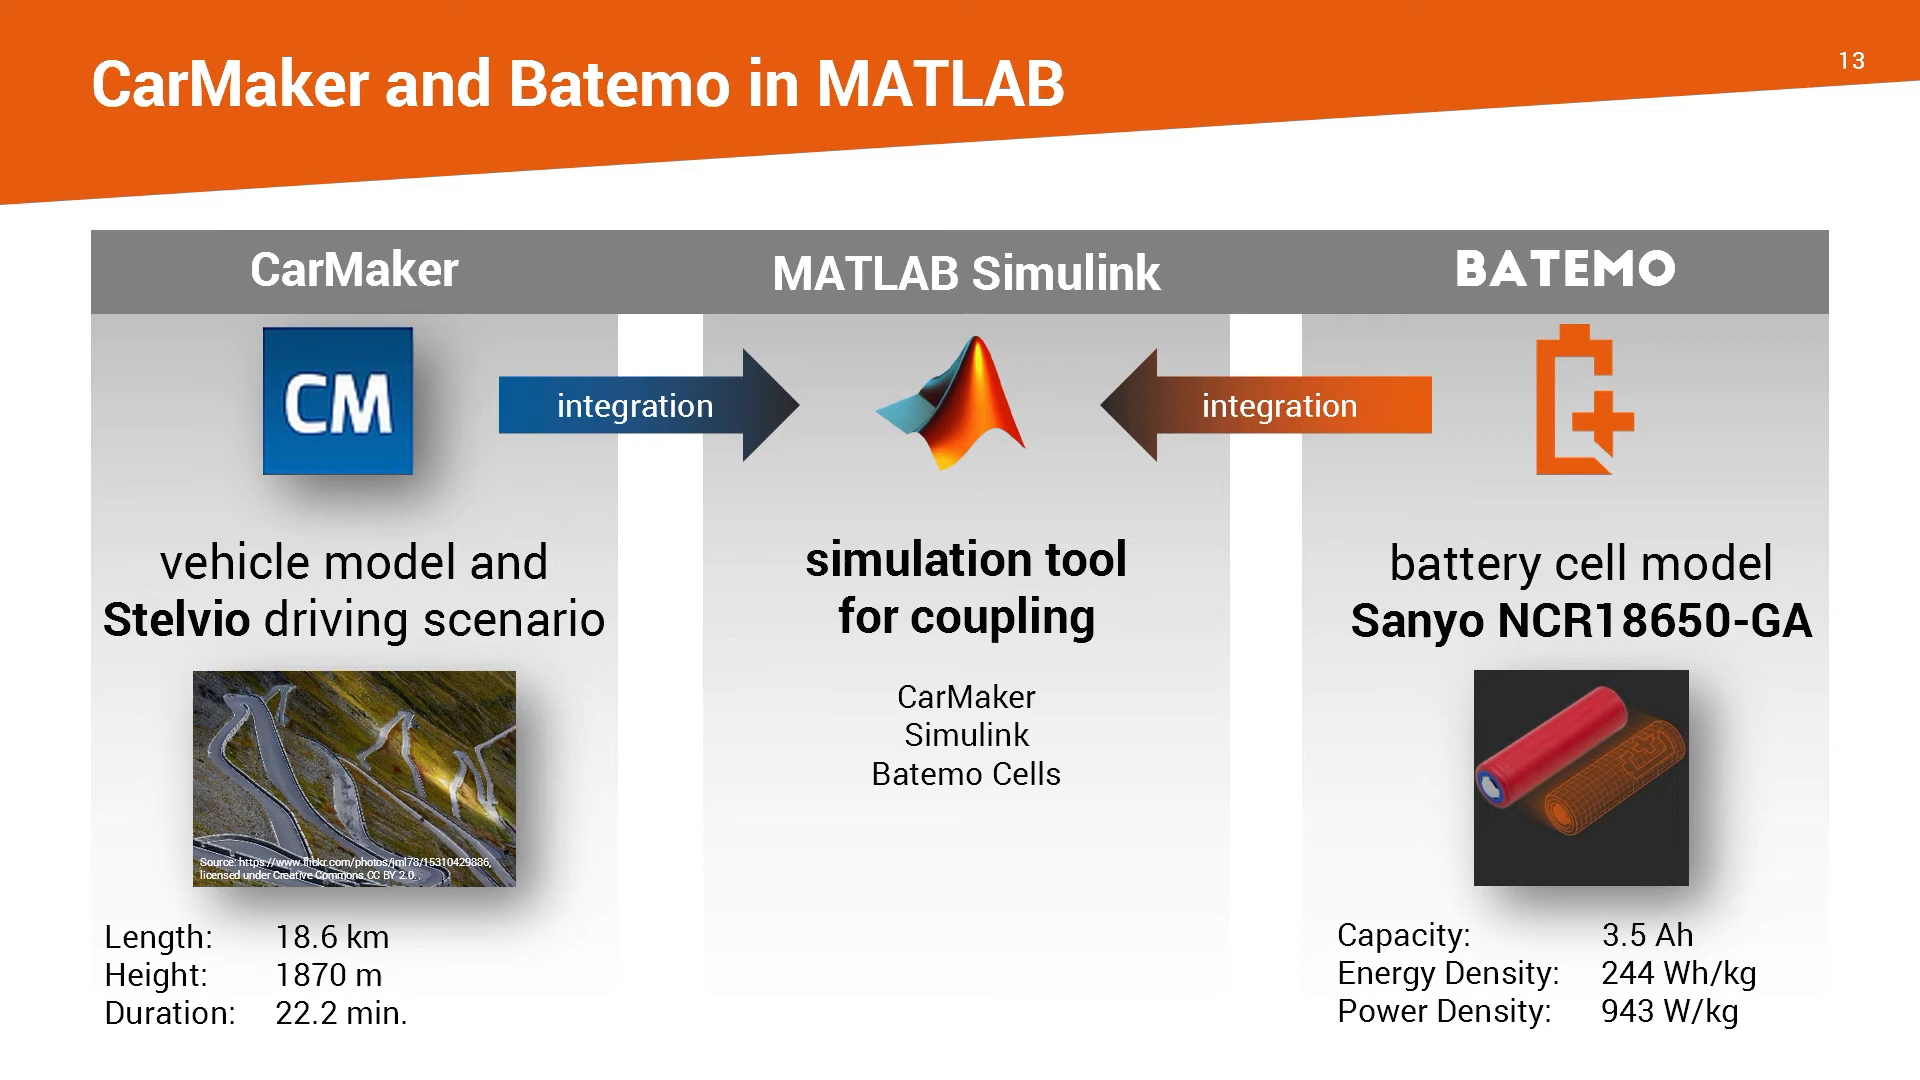 CarMaker and Batemo in MATLAB
13
CarMaker
MATLAB Simulink
BATEMO
CM
integration
integration
vehicle model and
Stelvio driving scenario
simulation tool
for coupling
battery cell model
Sanyo NCR18650-GA
CarMaker
Simulink
Batemo Cells
Source: https://www.flickr.com/photos/jml78/15310429886,
licensed under Creative Commons CC BY 2.0.
Length: 18.6 km
Height: 1870 m
Duration: 22.2 min.
Capacity: 3.5 Ah
Energy Density: 244 Wh/kg
Power Density: 943 W/kg